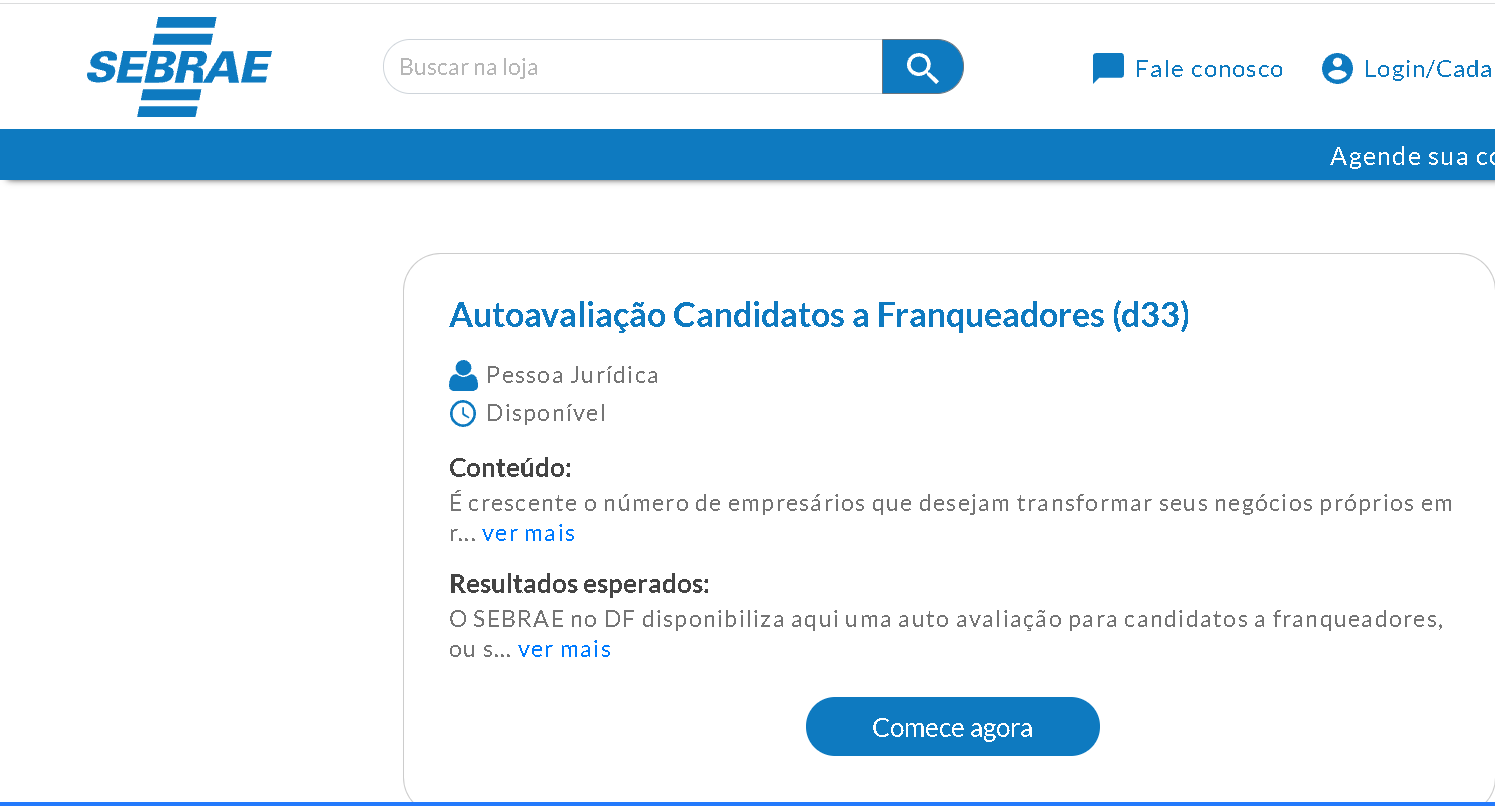 SEBRAE
Buscar na loja
Fale conosco
Login/Cada
Agende sua co
Autoavaliação Candidatos a Franqueadores (d33)
Pessoa Jurídica
Disponível
Conteúdo:
É crescente o número de empresários que desejam transformar seus negócios próprios em
r... ver mais
Resultados esperados:
O SEBRAE no DF disponibiliza aqui uma auto avaliação para candidatos a franqueadores,
ou s... ver mais
Comece agora